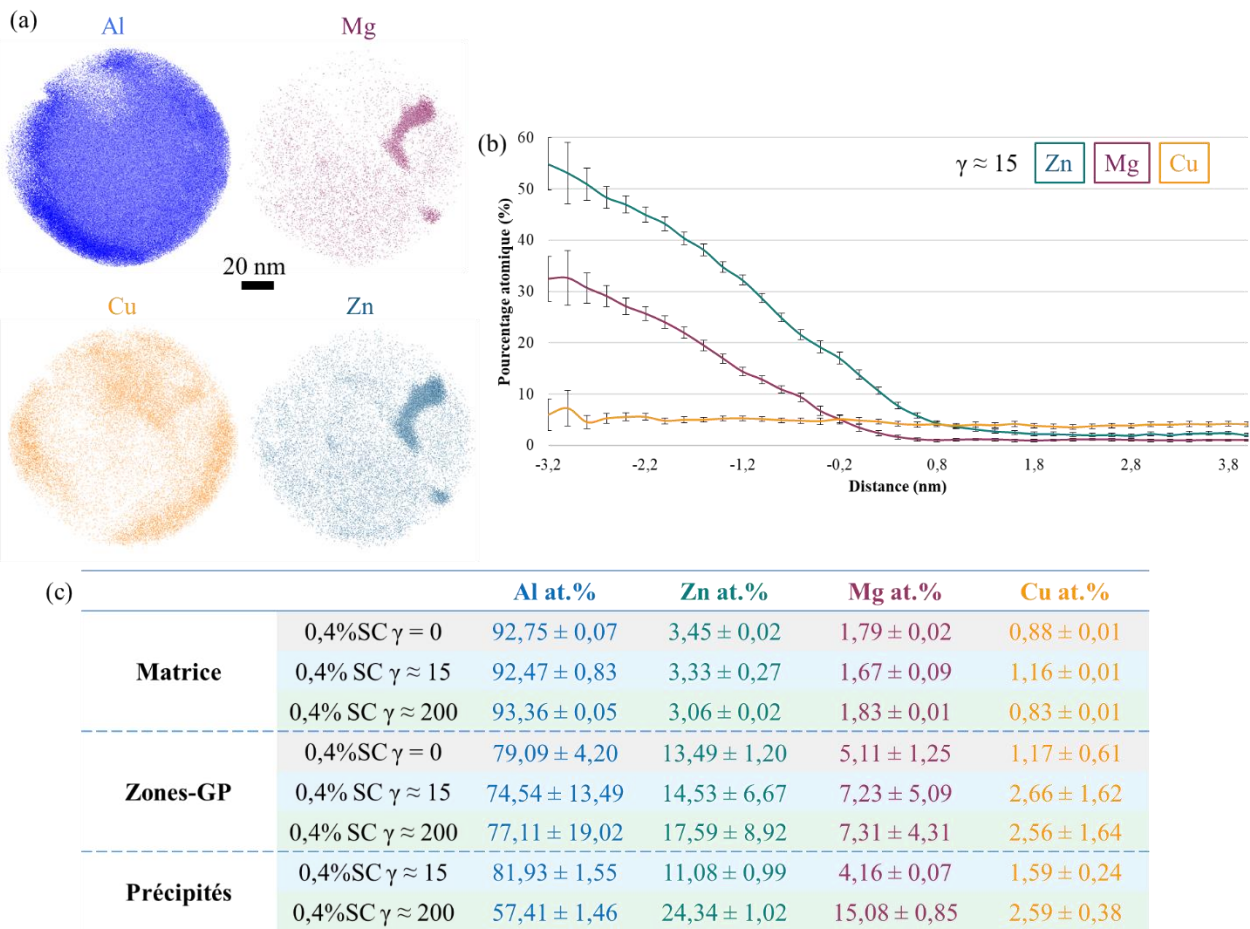 (a)
Al
Mg
20 nm
Cu
Zn
(b)
γ ≈ 15 Zn Mg Cu
Pourcentage atomique (%)
60
50
40
30
20
10
0
-3,2 -2,2 -1,2 -0,2 0,8 1,8 2,8 3,8
Distance (nm)
(c)
Al at.% Zn at.% Mg at.% Cu at.%
Matrice
0,4%SC γ = 0 92,75 ± 0,07 3,45 ± 0,02 1,79 ± 0,02 0,88 ± 0,01
0,4% SC γ ≈ 15 92,47 ± 0,83 3,33 ± 0,27 1,67 ± 0,09 1,16 ± 0,01
0,4% SC γ ≈ 200 93,36 ± 0,05 3,06 ± 0,02 1,83 ± 0,01 0,83 ± 0,01
Zones-GP
0,4%SC γ = 0 79,09 ± 4,20 13,49 ± 1,20 5,11 ± 1,25 1,17 ± 0,61
0,4% SC γ ≈ 15 74,54 ± 13,49 14,53 ± 6,67 7,23 ± 5,09 2,66 ± 1,62
0,4% SC γ ≈ 200 77,11 ± 19,02 17,59 ± 8,92 7,31 ± 4,31 2,56 ± 1,64
Précipités
0,4%SC γ ≈ 15 81,93 ± 1,55 11,08 ± 0,99 4,16 ± 0,07 1,59 ± 0,24
0,4%SC γ ≈ 200 57,41 ± 1,46 24,34 ± 1,02 15,08 ± 0,85 2,59 ± 0,38